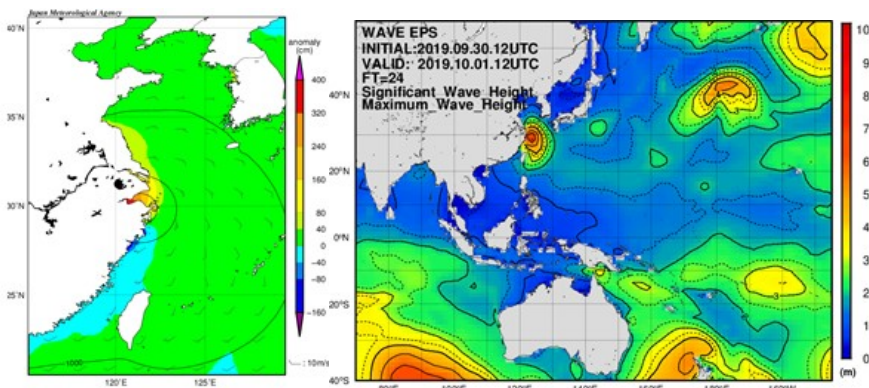 Japan Meteorological Agency
40°N
35°N
30°N
25°N
120°E
125°E
1000
anomaly
(cm)
400
320
240
160
80
40
0
-40
-80
-160
: 10m/s
WAVE EPS
INITIAL:2019.09.30.12UTC
VALID: 2019.10.01.12UTC
FT=24
Significant_Wave_Height
Maximum_Wave_Height
40°N
20°N
0°N
20°S
40°S
3
10
9
8
7
6
5
4
3
2
1
0
(m)